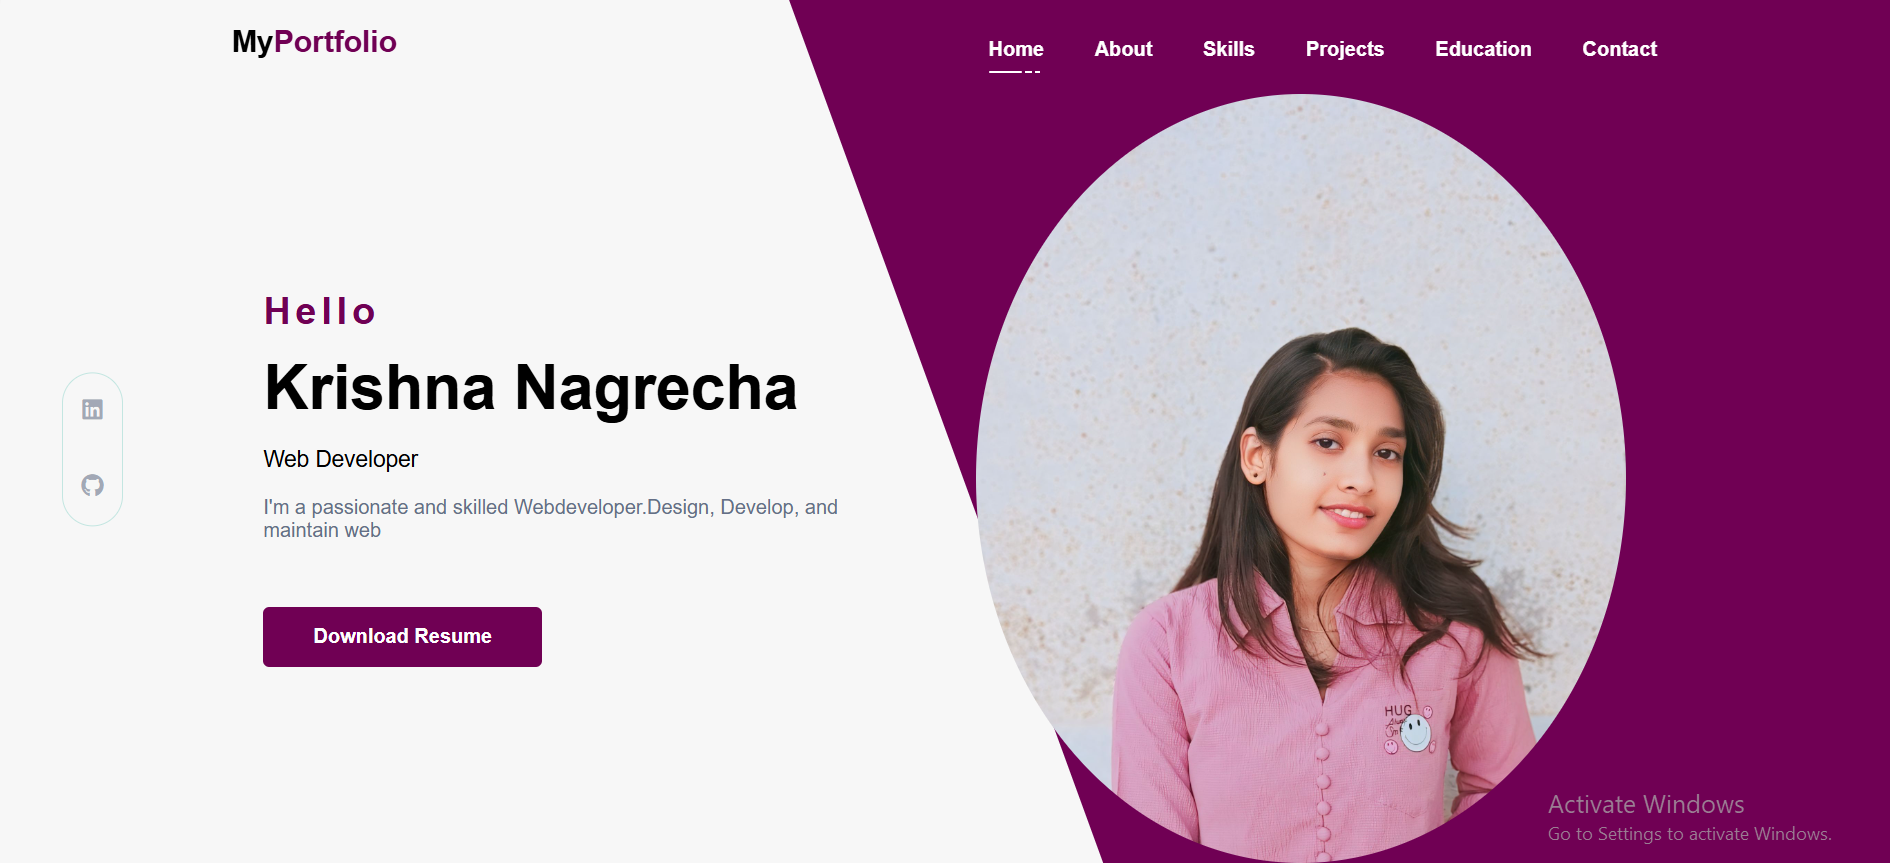 MyPortfolio
Home About Skills Projects Education Contact
Hello
Krishna Nagrecha
Web Developer
I'm a passionate and skilled Webdeveloper.Design, Develop, and
maintain web
Download Resume
HUG
Activate Windows
Go to Settings to activate Windows.